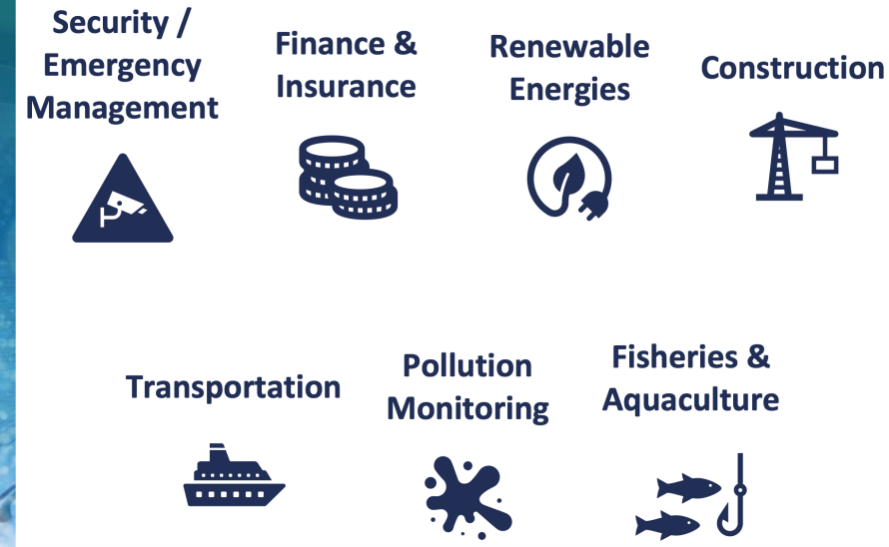 Security /
Emergency
Management
Finance &
Insurance
Renewable
Energies
Construction
Transportation
Pollution
Monitoring
Fisheries &
Aquaculture